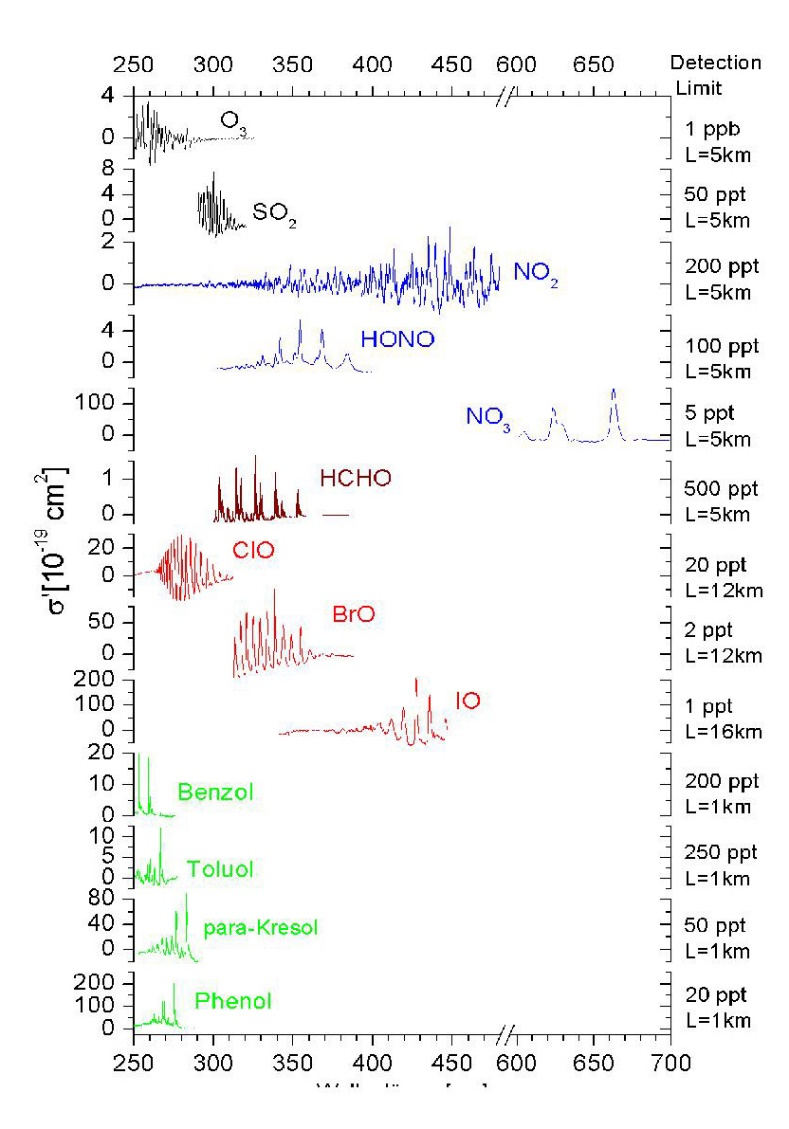 250 300 350 400 450 600 650 Detection Limit
4 0 O3 1 ppb L=5km
8 4 0 SO2 50 ppt L=5km
2 0 NO2 200 ppt L=5km
4 0 HONO 100 ppt L=5km
100 0 NO3 5 ppt L=5km
1 0 HCHO 500 ppt L=5km
σ'[10-19 cm2]
20 0 ClO 20 ppt L=12km
50 0 BrO 2 ppt L=12km
200 100 0 IO 1 ppt L=16km
20 10 0 Benzol 200 ppt L=1km
10 5 0 Toluol 250 ppt L=1km
80 40 0 para-Kresol 50 ppt L=1km
200 100 0 Phenol 20 ppt L=1km
250 300 350 400 450 600 650 700